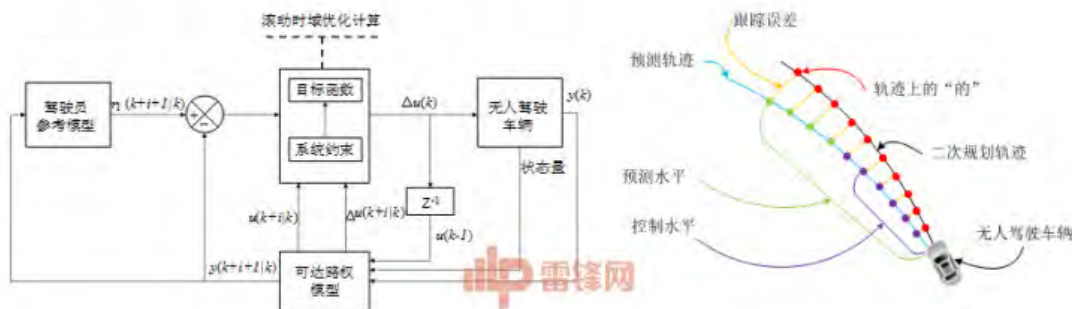 滚动时域优化计算
驾驶员
参考模型
r₁(k+i+1|k)
+
−
目标函数
系统约束
Δu(k)
无人驾驶
车辆
y(k)
状态量
Z⁻¹
u(k-1)
u(k+i|k)
Δu(k+i|k)
y(k+i+1|k)
可达路权
模型
雷锋网
跟踪误差
预测轨迹
轨迹上的“的”
二次规划轨迹
预测水平
控制水平
无人驾驶车辆